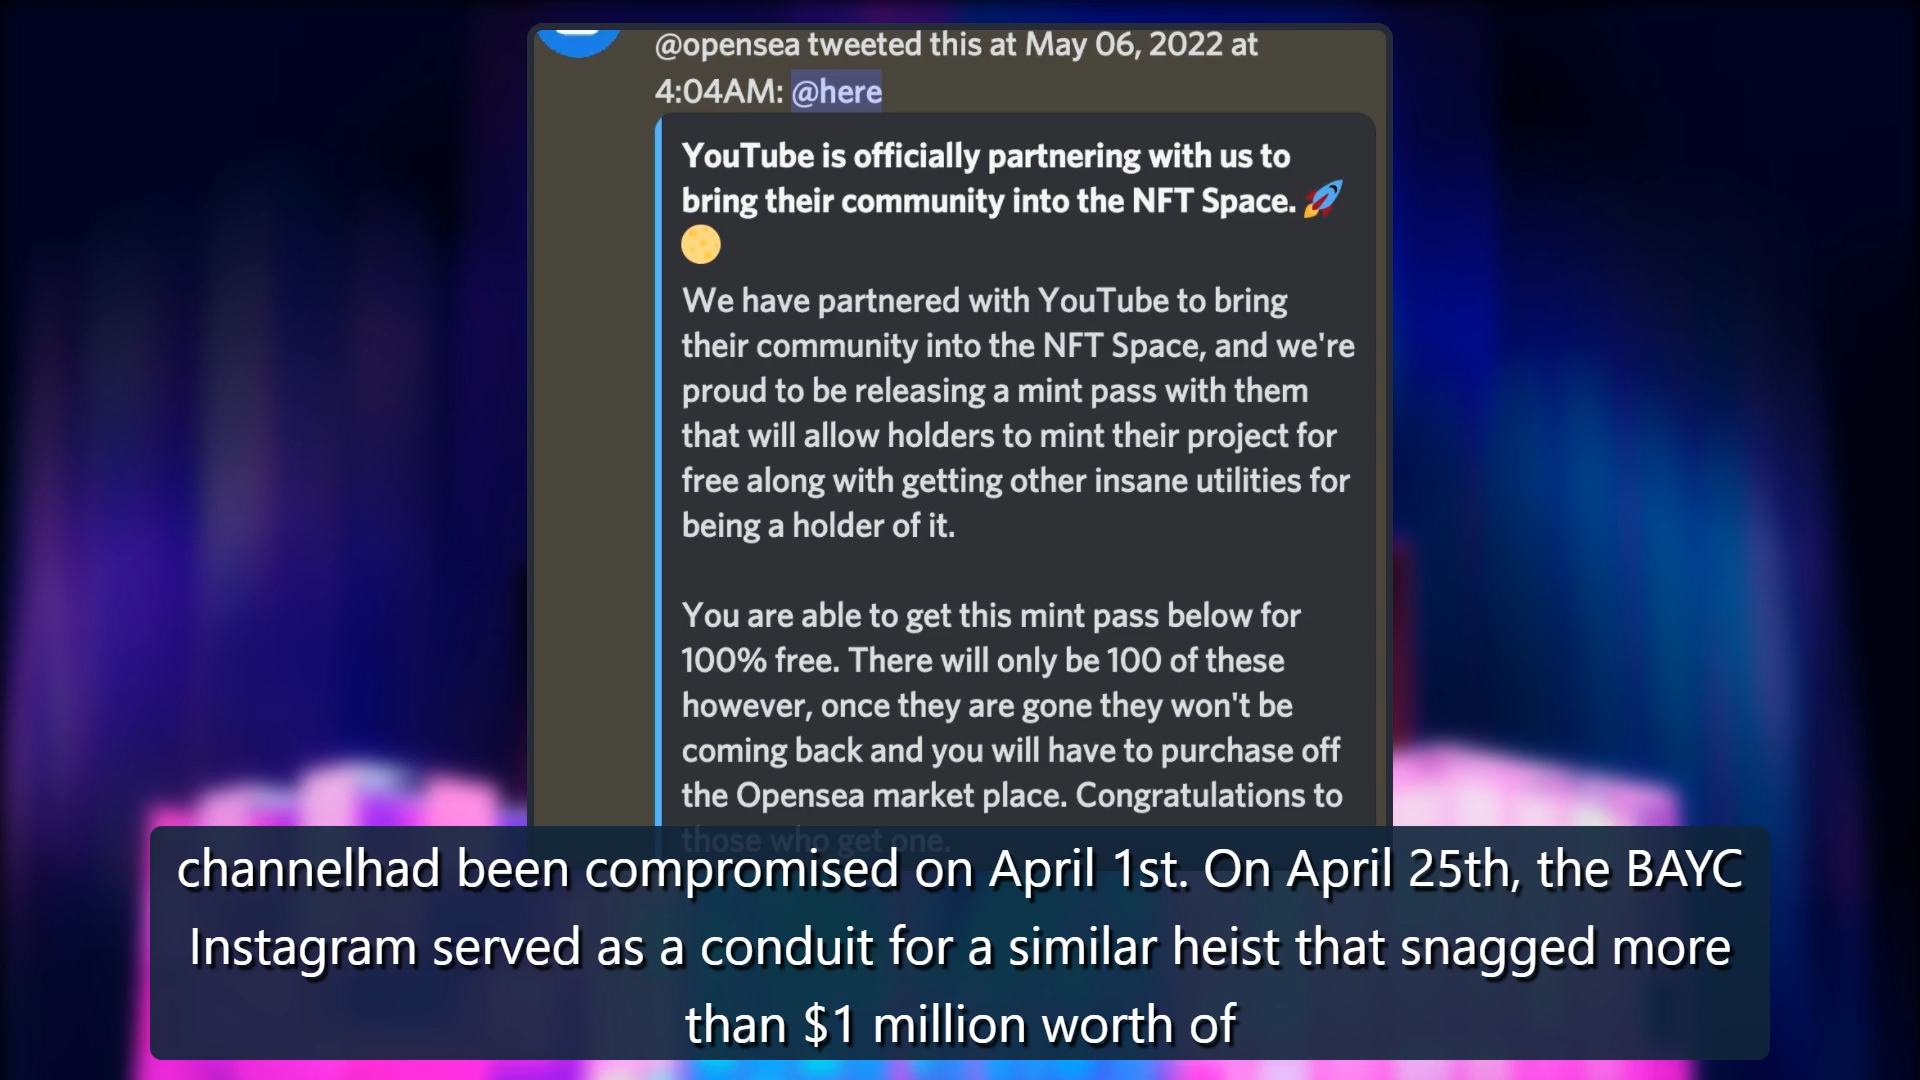 @opensea tweeted this at May 06, 2022 at
4:04AM: @here
YouTube is officially partnering with us to
bring their community into the NFT Space. 🚀
🌕
We have partnered with YouTube to bring
their community into the NFT Space, and we're
proud to be releasing a mint pass with them
that will allow holders to mint their project for
free along with getting other insane utilities for
being a holder of it.
You are able to get this mint pass below for
100% free. There will only be 100 of these
however, once they are gone they won't be
coming back and you will have to purchase off
the Opensea market place. Congratulations to
those who get one.
channelhad been compromised on April 1st. On April 25th, the BAYC
Instagram served as a conduit for a similar heist that snagged more
than $1 million worth of